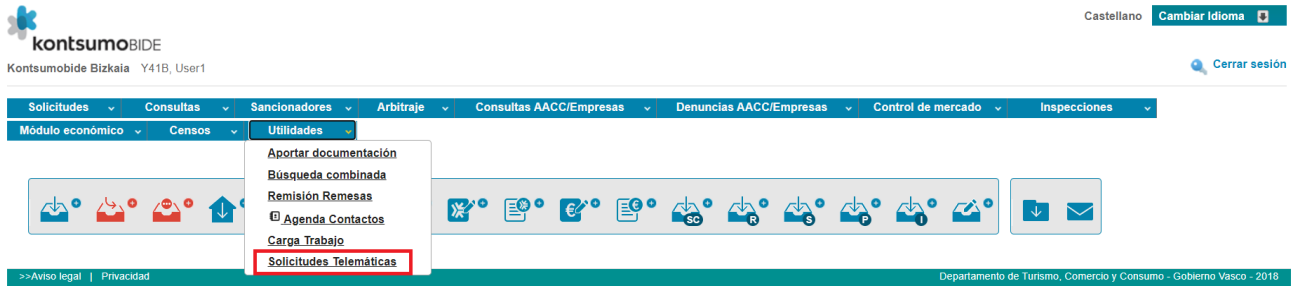 Castellano Cambiar Idioma
kontsumoBIDE
Kontsumobide Bizkaia Y41B, User1
Cerrar sesión
Solicitudes Consultas Sancionadores Arbitraje Consultas AACC/Empresas Denuncias AACC/Empresas Control de mercado Inspecciones
Módulo económico Censos Utilidades
Aportar documentación
Búsqueda combinada
Remisión Remesas
Agenda Contactos
Carga Trabajo
Solicitudes Telemáticas
SC R S P I
>>Aviso legal | Privacidad
Departamento de Turismo, Comercio y Consumo - Gobierno Vasco - 2018